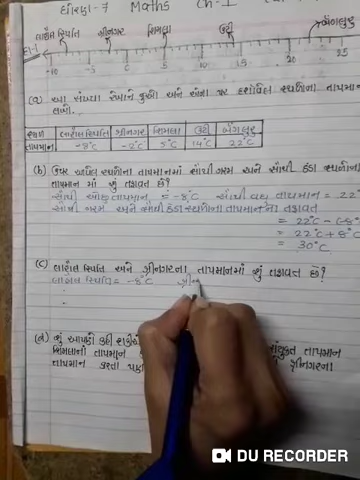 ધોરણ-7 Maths Ch-1
લાહૌલ સ્પિતિ શ્રીનગર શિમલા ઊટી બેંગલુરુ
-10 -5 0 5 10 15 20 25
(a) આ સંખ્યા રેખાને જુઓ અને તેના પર દર્શાવેલ સ્થળોના તાપમાન
લખો.
સ્થળ લાહૌલ સ્પિતિ શ્રીનગર શિમલા ઊટી બેંગલુરુ
તાપમાન -8°C -2°C 5°C 14°C 22°C
(b) ઉપર આપેલ સ્થળોના તાપમાનમાં સૌથી ગરમ અને સૌથી ઠંડા સ્થળોના
તાપમાન માં શું તફાવત છે?
સૌથી ઓછું તાપમાન = -8°C સૌથી વધુ તાપમાન = 22°
સૌથી ગરમ અને સૌથી ઠંડા સ્થળોના તાપમાનમાં તફાવત
= 22°C - (-8°C
= 22°C + 8°C
= 30°C
(c) લાહૌલ સ્પિતિ અને શ્રીનગરના તાપમાનમાં શું તફાવત છે?
લાહૌલ સ્પિતિ = -8°C શ્રીન
(d) શું આપણે કહી શકીએ સંયુક્ત તાપમાન
શિમલાના તાપમાન શ્રીનગરના
તાપમાન કરતા
DU RECORDER